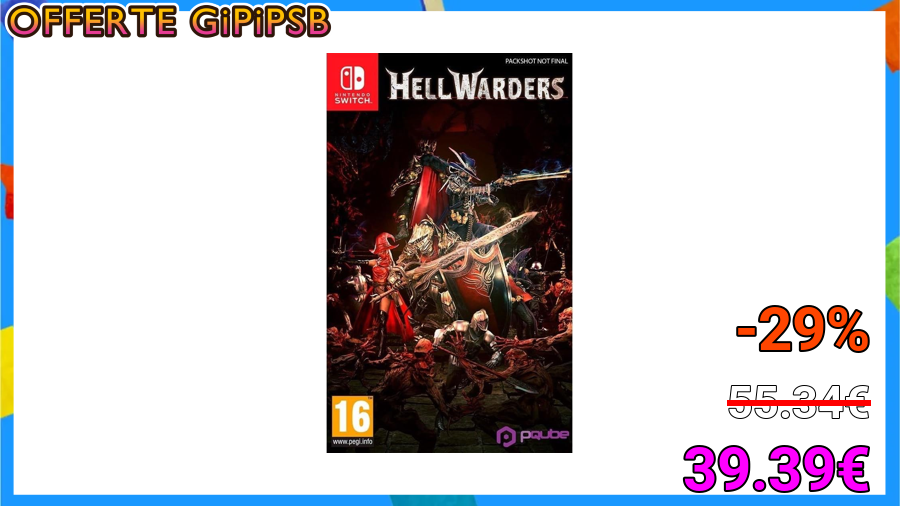 OFFERTE GiPiPSB
PACKSHOT NOT FINAL
NINTENDO
SWITCH
HELL WARDERS
16
www.pegi.info
PQube
-29%
55.34€
39.39€